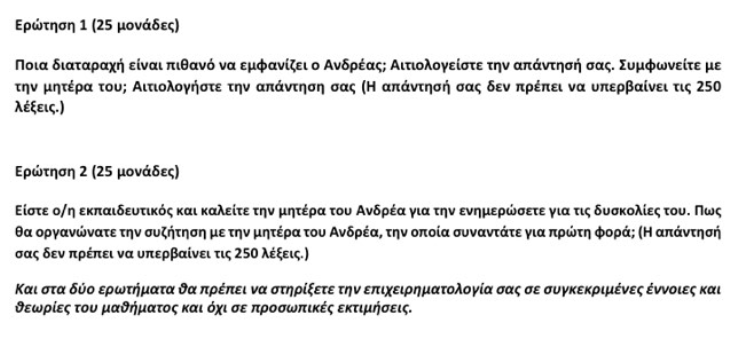 Ερώτηση 1 (25 μονάδες)
Ποια διαταραχή είναι πιθανό να εμφανίζει ο Ανδρέας; Αιτιολογείστε την απάντησή σας. Συμφωνείτε με
την μητέρα του; Αιτιολογήστε την απάντηση σας (Η απάντησή σας δεν πρέπει να υπερβαίνει τις 250
λέξεις.)
Ερώτηση 2 (25 μονάδες)
Είστε ο/η εκπαιδευτικός και καλείτε την μητέρα του Ανδρέα για την ενημερώσετε για τις δυσκολίες του. Πως
θα οργανώνατε την συζήτηση με την μητέρα του Ανδρέα, την οποία συναντάτε για πρώτη φορά; (Η απάντησή
σας δεν πρέπει να υπερβαίνει τις 250 λέξεις.)
Και στα δύο ερωτήματα θα πρέπει να στηρίξετε την επιχειρηματολογία σας σε συγκεκριμένες έννοιες και
θεωρίες του μαθήματος και όχι σε προσωπικές εκτιμήσεις.